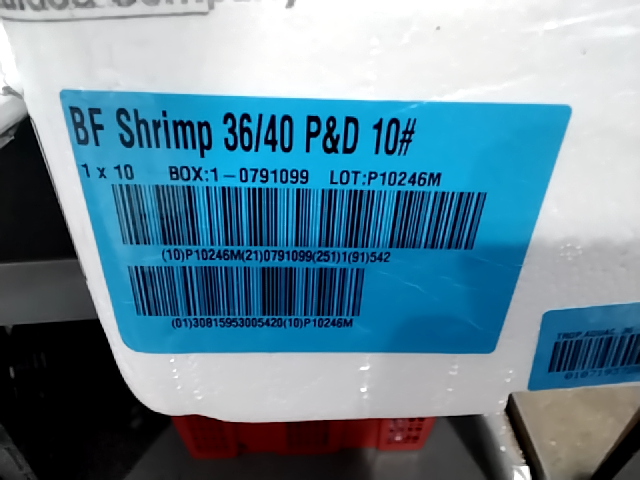 Company
BF Shrimp 36/40 P&D 10#
1 x 10 BOX:1-0791099 LOT:P10246M
(10)P10246M(21)0791099(251)1(91)542
(01)30815953005420(10)P10246M